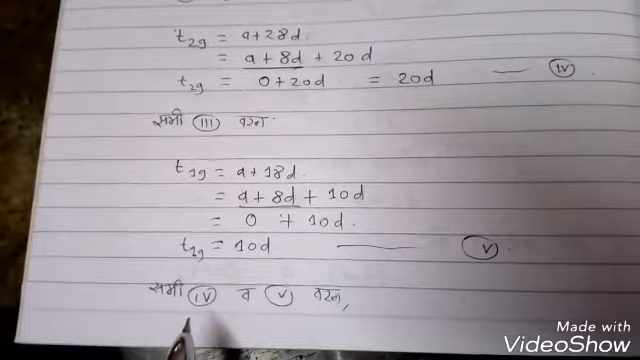 t29 = a+28d.
= a + 8d + 20d
t29 = 0+20d = 20d — IV.
समी III वरुन
t19 = a+18d.
= a + 8d + 10d
= 0 + 10d.
t19 = 10d — V.
समी IV व V वरुन,
Made with
VideoShow